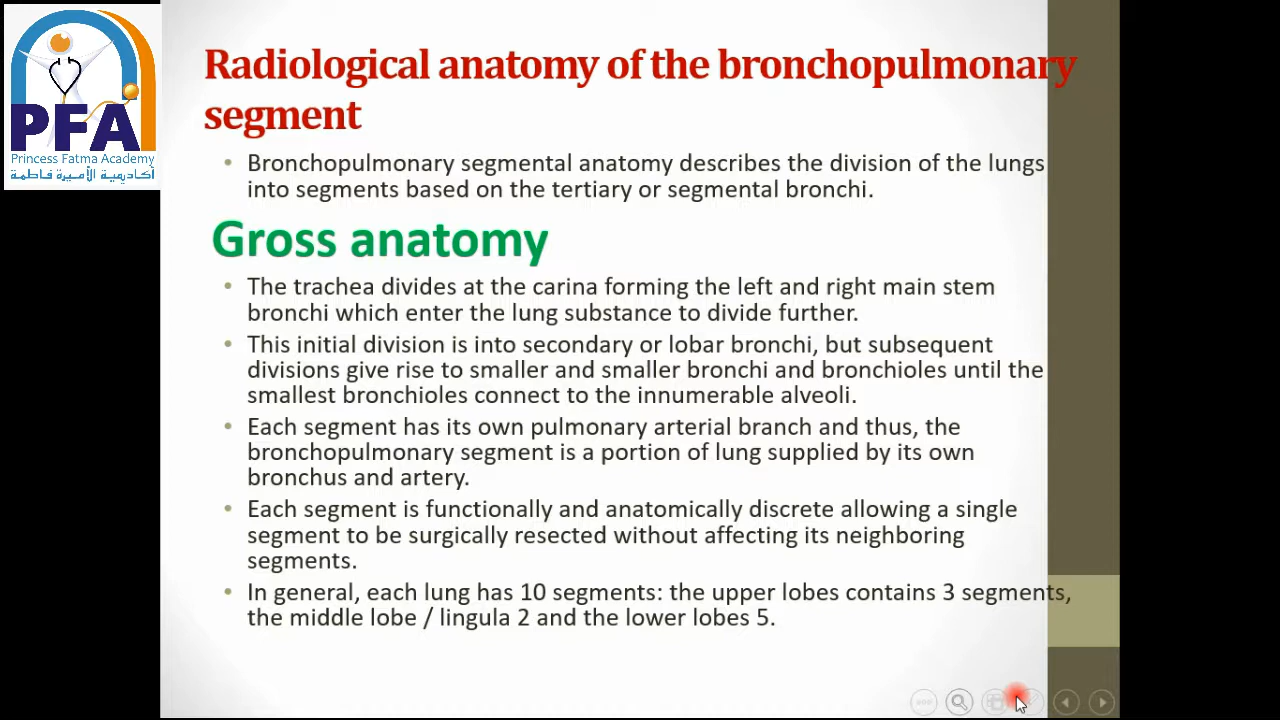 PFA
Princess Fatma Academy
أكاديمية الأميرة فاطمة
Radiological anatomy of the bronchopulmonary
segment
• Bronchopulmonary segmental anatomy describes the division of the lungs
into segments based on the tertiary or segmental bronchi.
Gross anatomy
• The trachea divides at the carina forming the left and right main stem
bronchi which enter the lung substance to divide further.
• This initial division is into secondary or lobar bronchi, but subsequent
divisions give rise to smaller and smaller bronchi and bronchioles until the
smallest bronchioles connect to the innumerable alveoli.
• Each segment has its own pulmonary arterial branch and thus, the
bronchopulmonary segment is a portion of lung supplied by its own
bronchus and artery.
• Each segment is functionally and anatomically discrete allowing a single
segment to be surgically resected without affecting its neighboring
segments.
• In general, each lung has 10 segments: the upper lobes contains 3 segments,
the middle lobe / lingula 2 and the lower lobes 5.